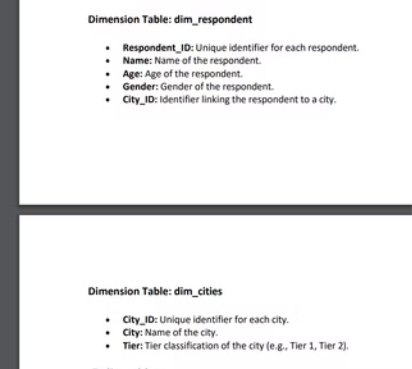 Dimension Table: dim_respondent
• Respondent_ID: Unique identifier for each respondent.
• Name: Name of the respondent.
• Age: Age of the respondent.
• Gender: Gender of the respondent.
• City_ID: Identifier linking the respondent to a city.
Dimension Table: dim_cities
• City_ID: Unique identifier for each city.
• City: Name of the city.
• Tier: Tier classification of the city (e.g., Tier 1, Tier 2).